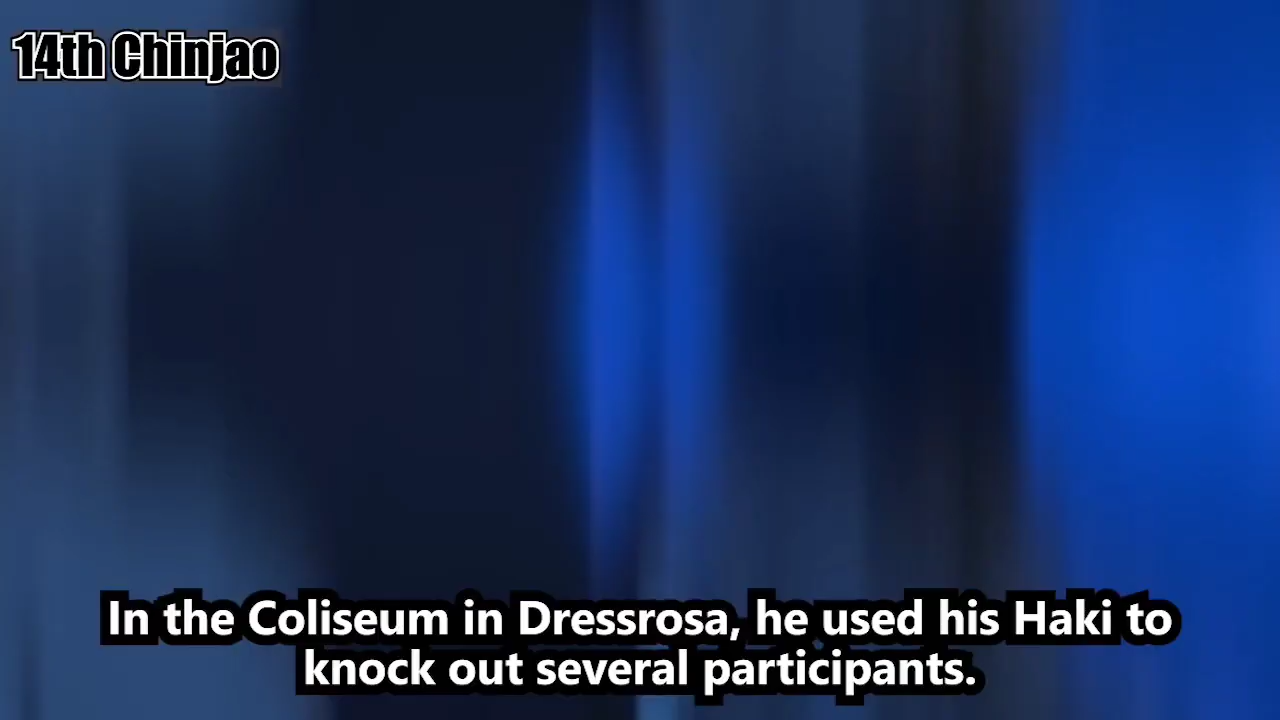 14th Chinjao
In the Coliseum in Dressrosa, he used his Haki to
knock out several participants.